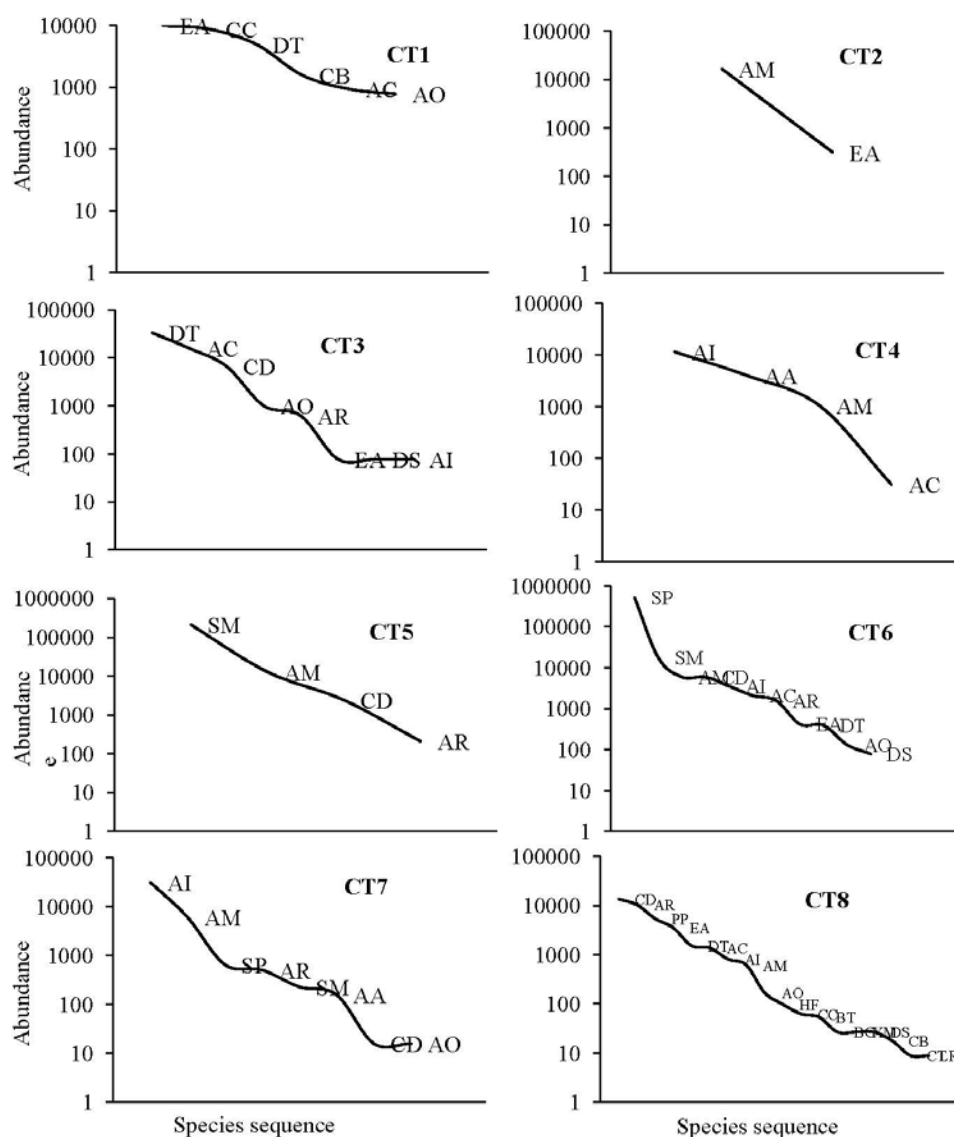 10000
1000
100
10
1
Abundance
EA
CC
DT
CB
AC
AO
CT1
100000
10000
1000
100
10
1
AM
EA
CT2
100000
10000
1000
100
10
1
Abundance
DT
AC
CD
AO
AR
EA DS AI
CT3
100000
10000
1000
100
10
1
AI
AA
AM
AC
CT4
1000000
100000
10000
1000
100
10
1
Abundanc
e
SM
AM
CD
AR
CT5
1000000
100000
10000
1000
100
10
1
SP
SM
AM CD
AI
AC
AR
EA DT
AO
DS
CT6
100000
10000
1000
100
10
1
Abundance
AI
AM
SP
AR
SM
AA
CD AO
CT7
Species sequence
100000
10000
1000
100
10
1
CD
AR
PP
EA
DT
AC
AI
AM
AO
HF
BT
DS
CB
CT8
Species sequence